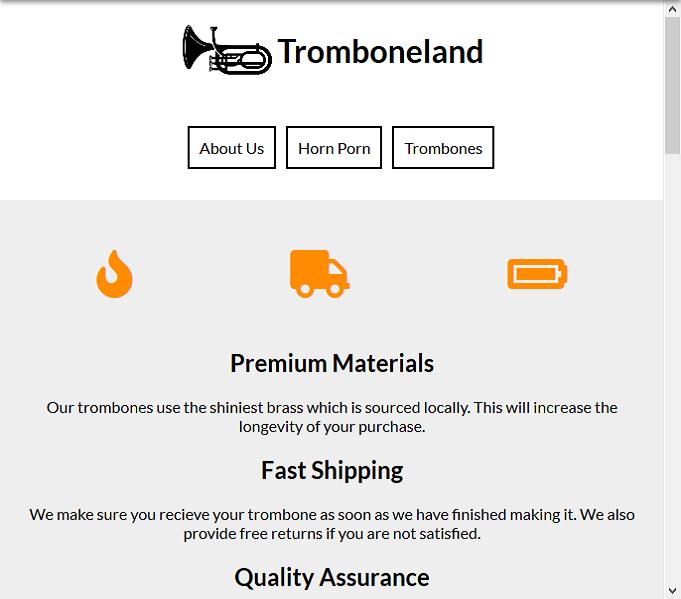 Tromboneland
About Us
Horn Porn
Trombones
Premium Materials
Our trombones use the shiniest brass which is sourced locally. This will increase the
longevity of your purchase.
Fast Shipping
We make sure you recieve your trombone as soon as we have finished making it. We also
provide free returns if you are not satisfied.
Quality Assurance